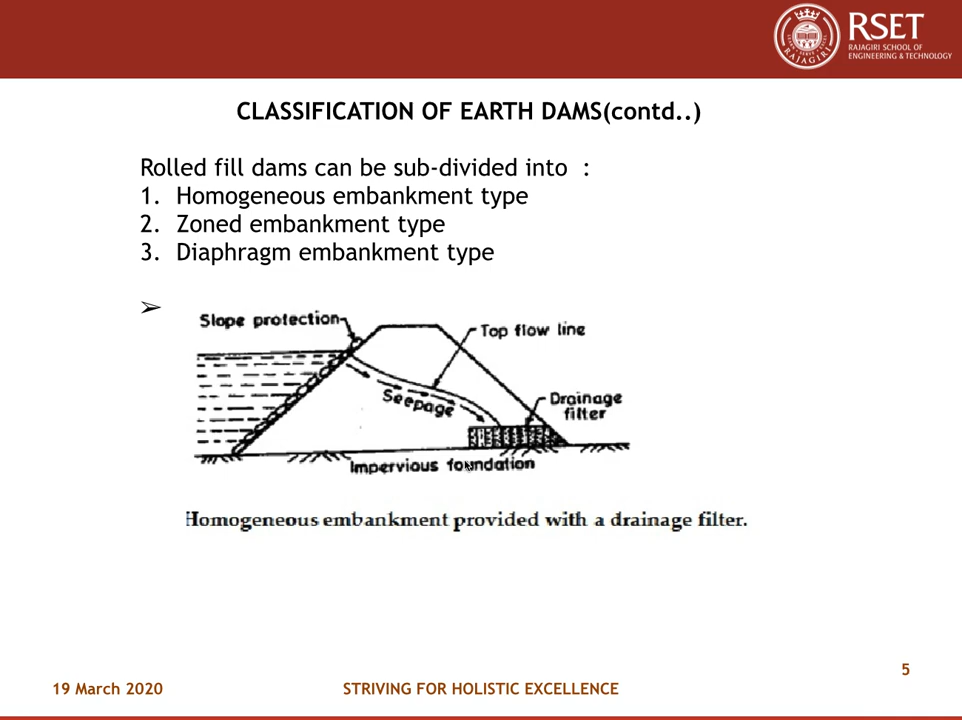 RSET
RAJAGIRI SCHOOL OF
ENGINEERING & TECHNOLOGY
RAJAGIRI
CLASSIFICATION OF EARTH DAMS(contd..)
Rolled fill dams can be sub-divided into :
1. Homogeneous embankment type
2. Zoned embankment type
3. Diaphragm embankment type
➢
Slope protection
Top flow line
Seepage
Drainage
filter
Impervious foundation
Homogeneous embankment provided with a drainage filter.
5
19 March 2020
STRIVING FOR HOLISTIC EXCELLENCE